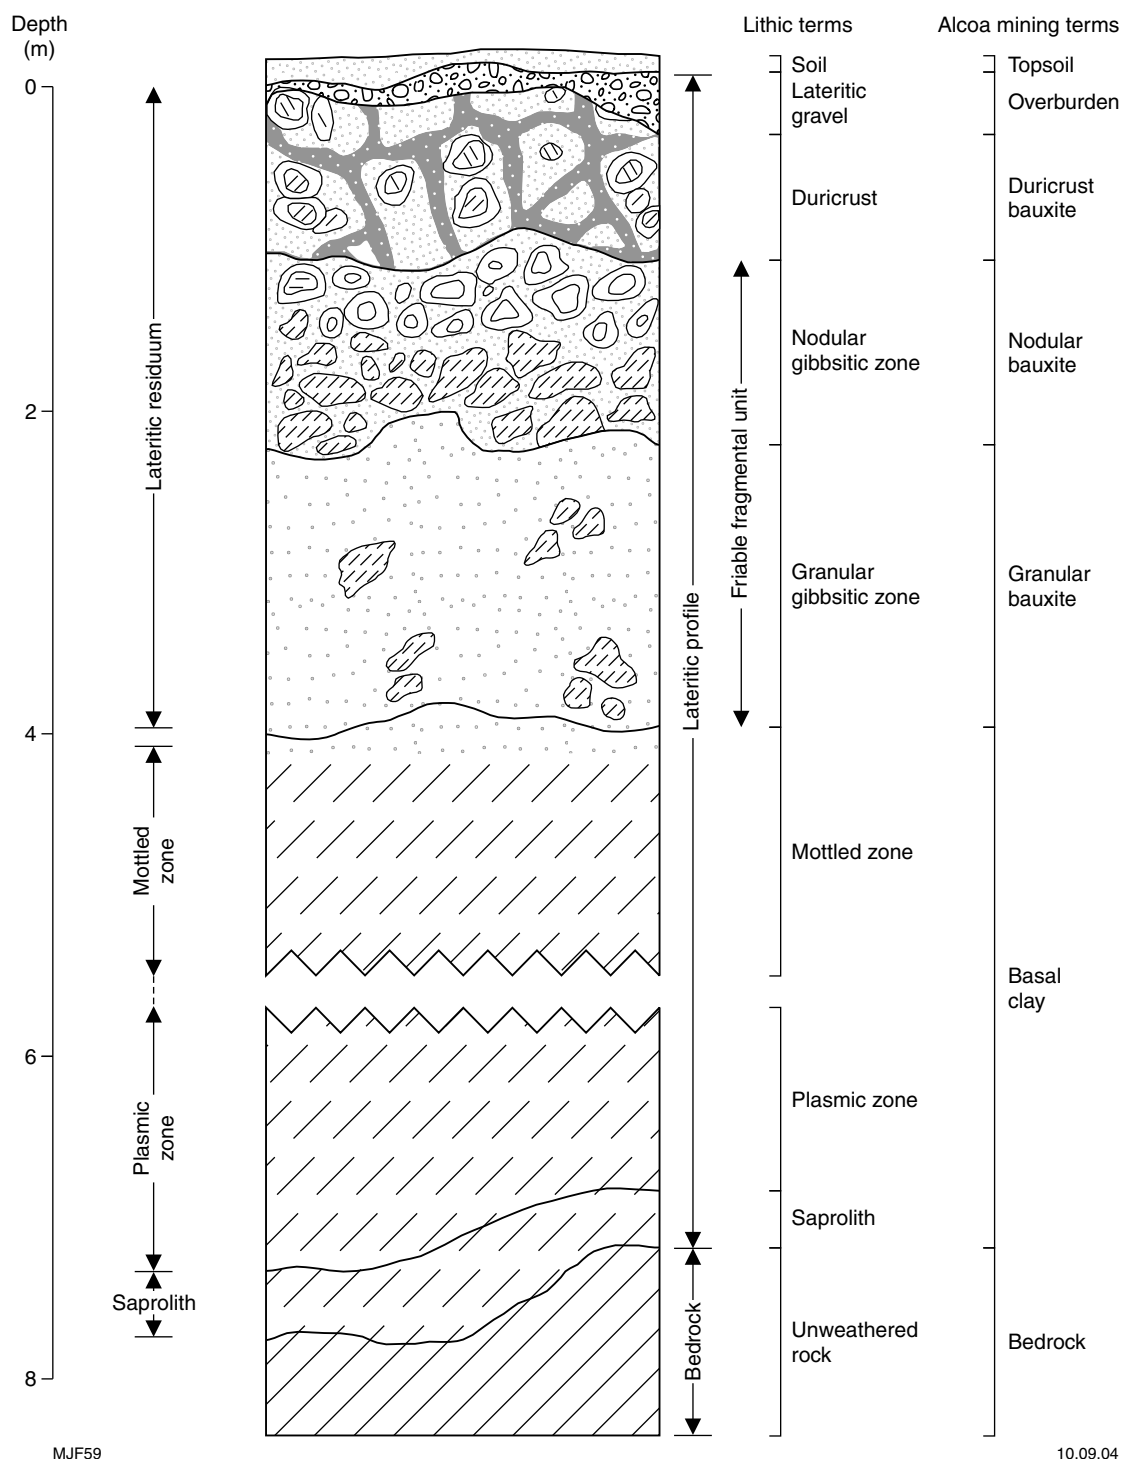 Depth
(m)
Lithic terms
Alcoa mining terms
0
2
4
6
8
Lateritic residuum
Mottled
zone
Plasmic
zone
Saprolith
Lateritic profile
Bedrock
Friable fragmental unit
Soil
Lateritic
gravel
Duricrust
Nodular
gibbsitic zone
Granular
gibbsitic zone
Mottled zone
Plasmic zone
Saprolith
Unweathered
rock
Topsoil
Overburden
Duricrust
bauxite
Nodular
bauxite
Granular
bauxite
Basal
clay
Bedrock
MJF59
10.09.04